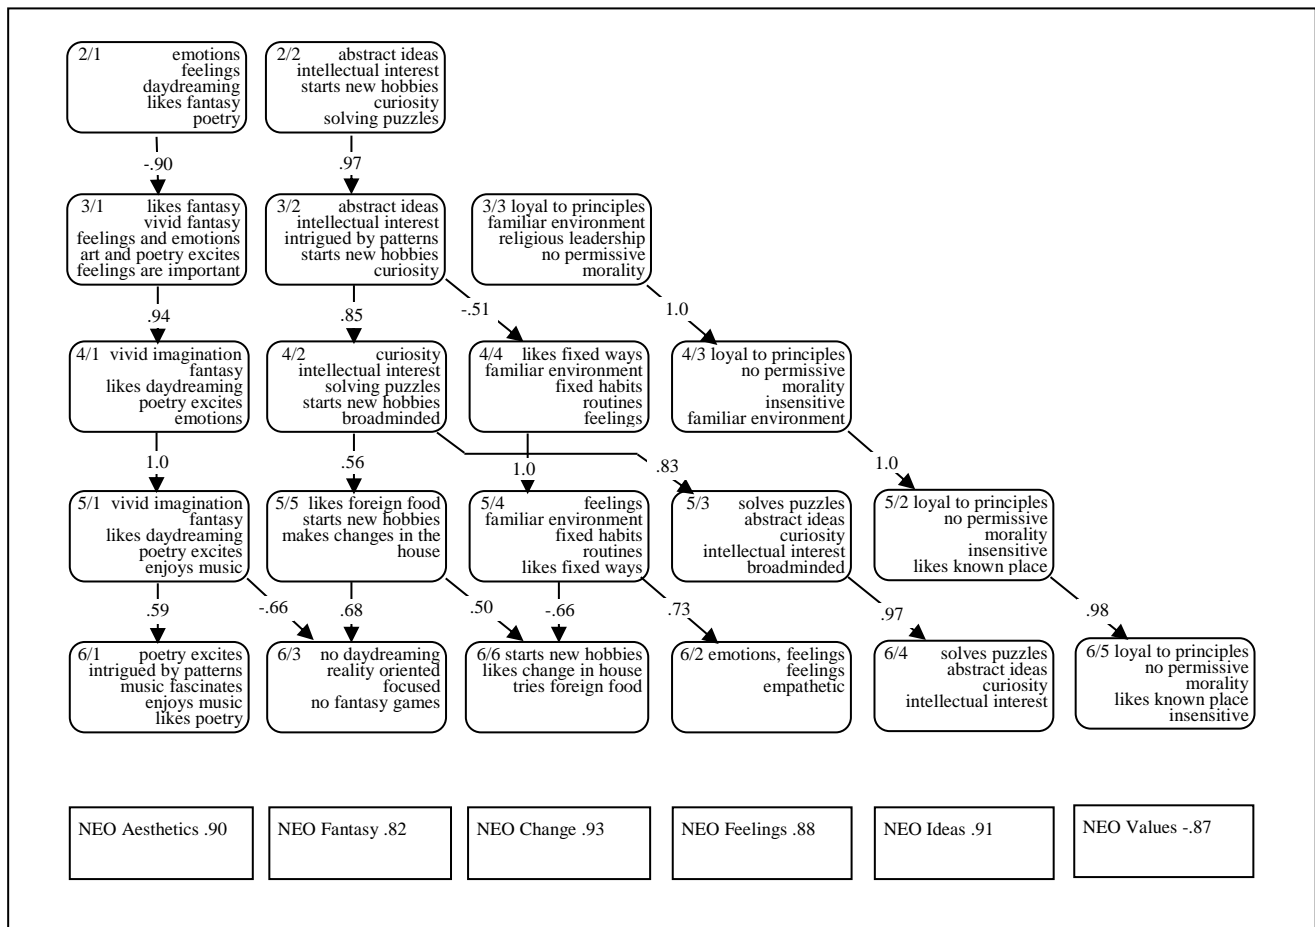 2/1 emotions
feelings
daydreaming
likes fantasy
poetry
2/2 abstract ideas
intellectual interest
starts new hobbies
curiosity
solving puzzles
-.90
.97
3/1 likes fantasy
vivid fantasy
feelings and emotions
art and poetry excites
feelings are important
3/2 abstract ideas
intellectual interest
intrigued by patterns
starts new hobbies
curiosity
3/3 loyal to principles
familiar environment
religious leadership
no permissive
morality
.94
.85
-.51
1.0
4/1 vivid imagination
fantasy
likes daydreaming
poetry excites
emotions
4/2 curiosity
intellectual interest
solving puzzles
starts new hobbies
broadminded
4/4 likes fixed ways
familiar environment
fixed habits
routines
feelings
4/3 loyal to principles
no permissive
morality
insensitive
familiar environment
1.0
.56
1.0
.83
1.0
5/1 vivid imagination
fantasy
likes daydreaming
poetry excites
enjoys music
5/5 likes foreign food
starts new hobbies
makes changes in the
house
5/4 feelings
familiar environment
fixed habits
routines
likes fixed ways
5/3 solves puzzles
abstract ideas
curiosity
intellectual interest
broadminded
5/2 loyal to principles
no permissive
morality
insensitive
likes known place
.59
-.66
.68
.50
-.66
.73
.97
.98
6/1 poetry excites
intrigued by patterns
music fascinates
enjoys music
likes poetry
6/3 no daydreaming
reality oriented
focused
no fantasy games
6/6 starts new hobbies
likes change in house
tries foreign food
6/2 emotions, feelings
feelings
empathetic
6/4 solves puzzles
abstract ideas
curiosity
intellectual interest
6/5 loyal to principles
no permissive
morality
likes known place
insensitive
NEO Aesthetics .90
NEO Fantasy .82
NEO Change .93
NEO Feelings .88
NEO Ideas .91
NEO Values -.87